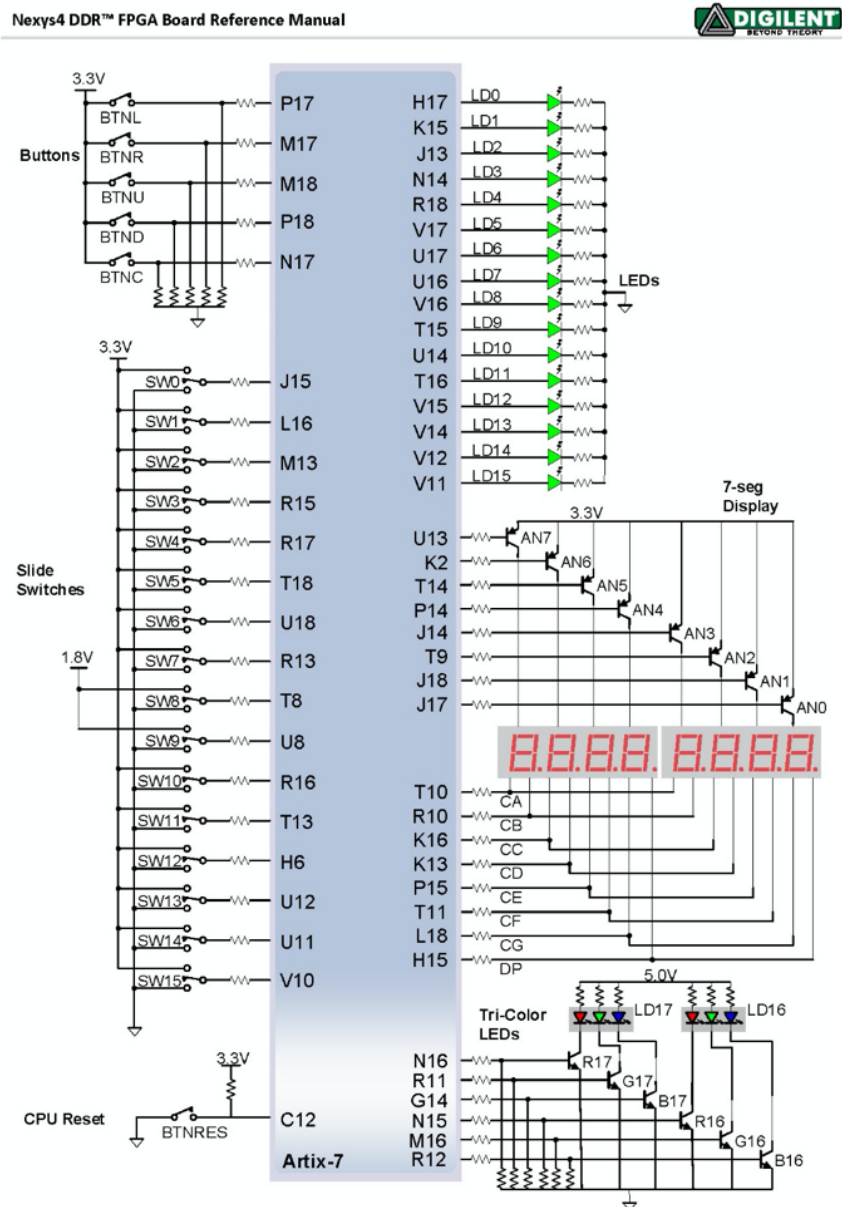 Nexys4 DDR™ FPGA Board Reference Manual
DIGILENT
BEYOND THEORY
3.3V
BTNL
P17
Buttons
BTNR
M17
BTNU
M18
BTND
P18
BTNC
N17
3.3V
SW0
J15
SW1
L16
SW2
M13
SW3
R15
SW4
R17
Slide
Switches
SW5
T18
SW6
U18
1.8V
SW7
R13
SW8
T8
SW9
U8
SW10
R16
SW11
T13
SW12
H6
SW13
U12
SW14
U11
SW15
V10
3.3V
CPU Reset
BTNRES
C12
Artix-7
H17 LD0
K15 LD1
J13 LD2
N14 LD3
R18 LD4
V17 LD5
U17 LD6
U16 LD7
V16 LD8
T15 LD9
U14 LD10
T16 LD11
V15 LD12
V14 LD13
V12 LD14
V11 LD15
LEDs
7-seg
Display
3.3V
U13 AN7
K2 AN6
T14 AN5
P14 AN4
J14 AN3
T9 AN2
J18 AN1
J17 AN0
8.8.8.8. 8.8.8.8.
T10 CA
R10 CB
K16 CC
K13 CD
P15 CE
T11 CF
L18 CG
H15 DP
5.0V
Tri-Color
LEDs
LD17
LD16
N16 R17
R11 G17
G14 B17
N15 R16
M16 G16
R12 B16